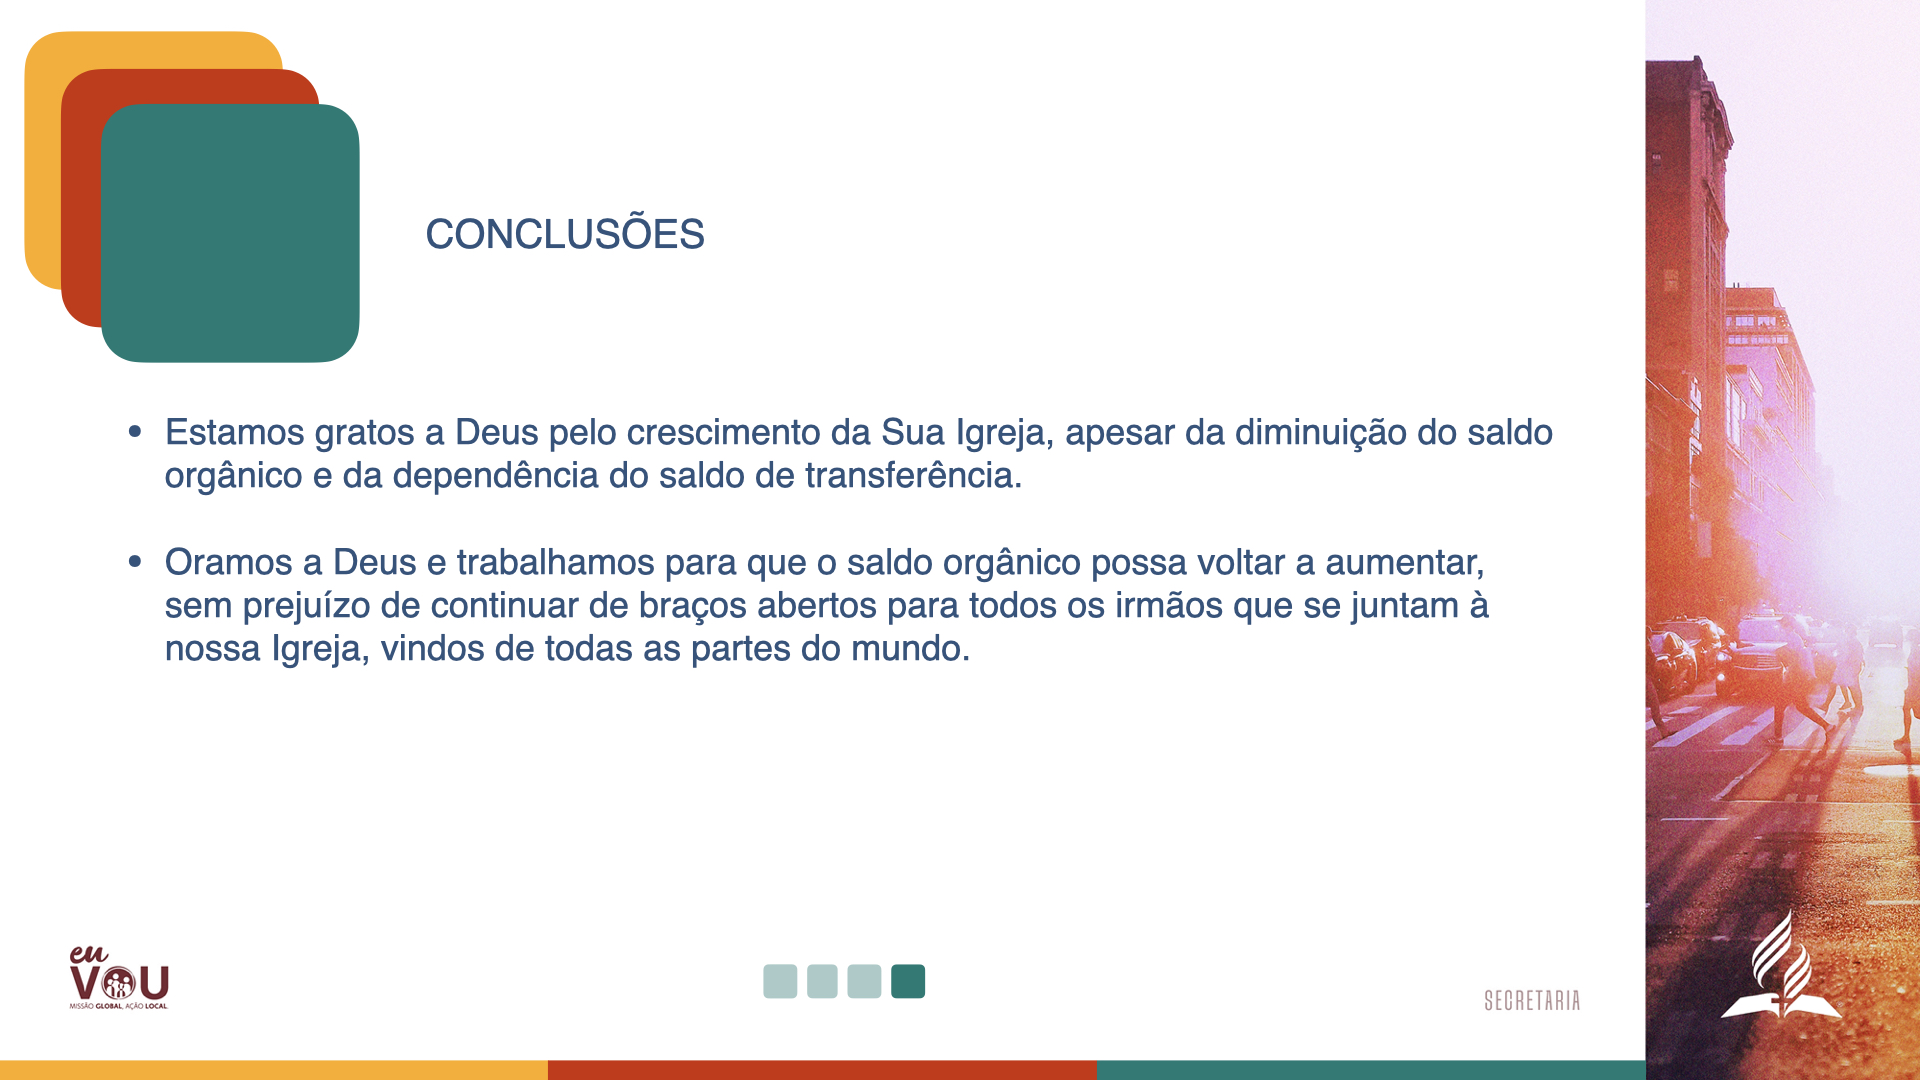 CONCLUSÕES
• Estamos gratos a Deus pelo crescimento da Sua Igreja, apesar da diminuição do saldo
orgânico e da dependência do saldo de transferência.
• Oramos a Deus e trabalhamos para que o saldo orgânico possa voltar a aumentar,
sem prejuízo de continuar de braços abertos para todos os irmãos que se juntam à
nossa Igreja, vindos de todas as partes do mundo.
eu
VOU
MISSÃO GLOBAL, AÇÃO LOCAL
SECRETARIA